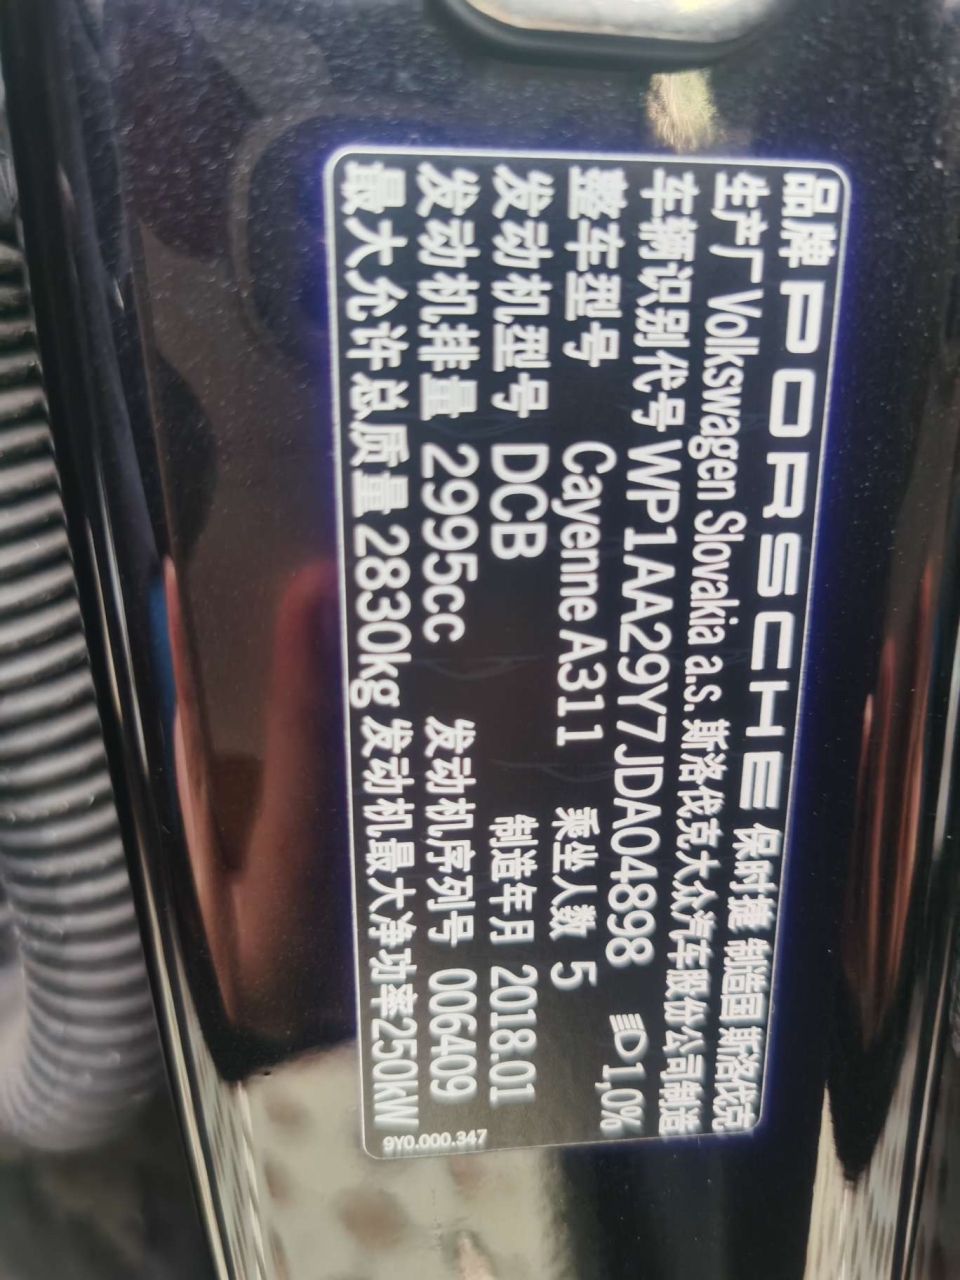 品牌 PORSCHE 保时捷 制造国 斯洛伐克
生产厂 Volkswagen Slovakia a.s. 斯洛伐克大众汽车股份公司制造
车辆识别代号 WP1AA29Y7JDA04898
整车型号 Cayenne A311 乘坐人数 5 1,0%
发动机型号 DCB 制造年月 2018.01
发动机排量 2995cc 发动机序列号 006409
最大允许总质量 2830kg 发动机最大净功率250kW
9Y0.000.347